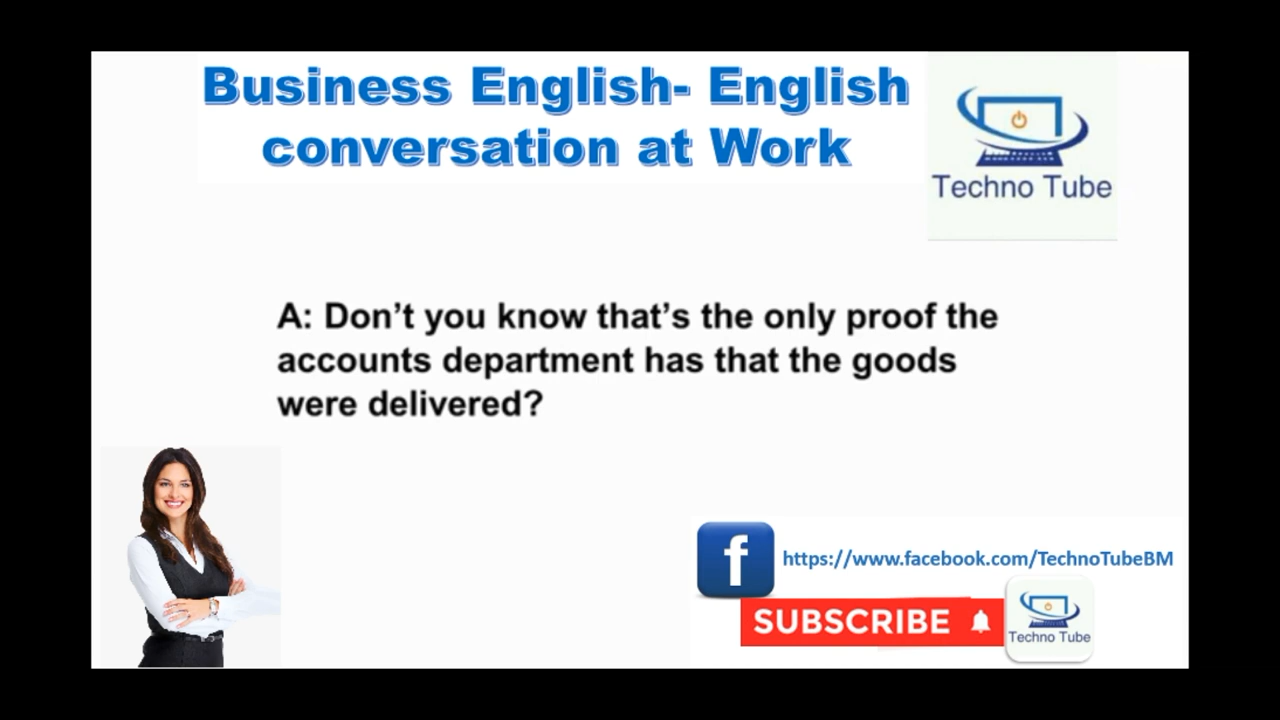 Business English- English
conversation at Work
Techno Tube
A: Don’t you know that’s the only proof the
accounts department has that the goods
were delivered?
f
https://www.facebook.com/TechnoTubeBM
SUBSCRIBE
Techno Tube